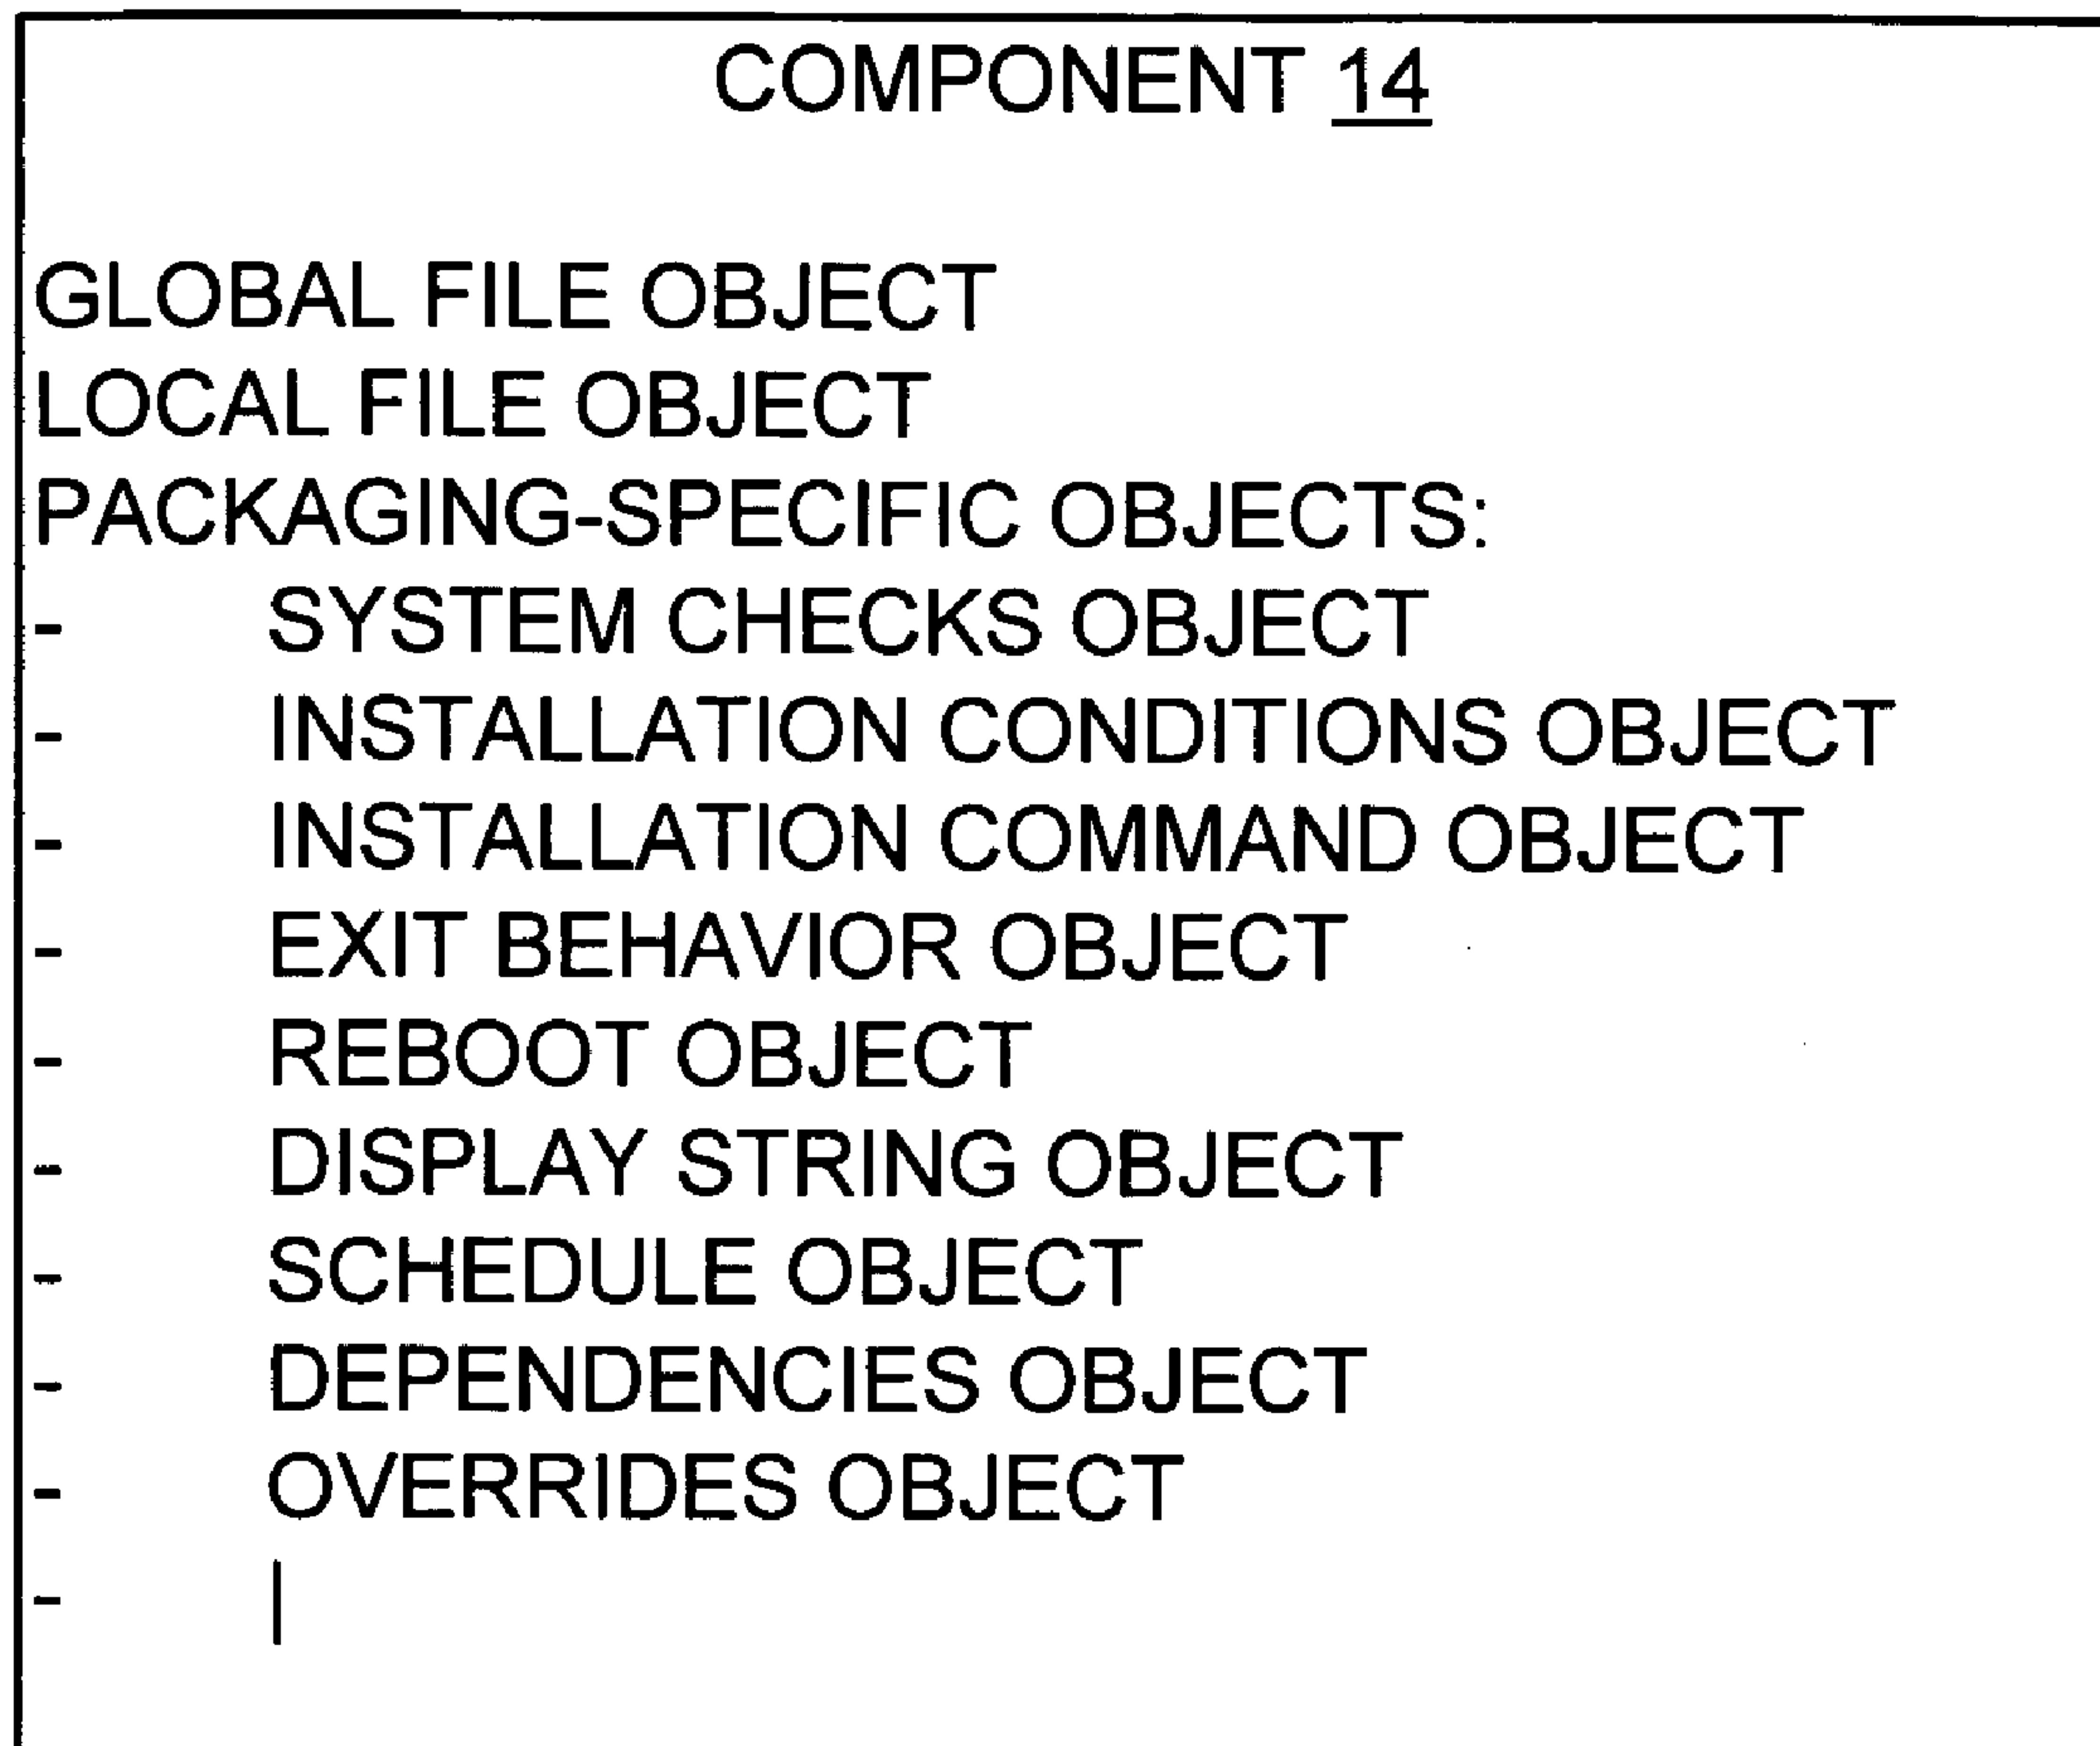 COMPONENT 14
GLOBAL FILE OBJECT
LOCAL FILE OBJECT
PACKAGING-SPECIFIC OBJECTS:
- SYSTEM CHECKS OBJECT
- INSTALLATION CONDITIONS OBJECT
- INSTALLATION COMMAND OBJECT
- EXIT BEHAVIOR OBJECT
- REBOOT OBJECT
- DISPLAY STRING OBJECT
- SCHEDULE OBJECT
- DEPENDENCIES OBJECT
- OVERRIDES OBJECT
- |